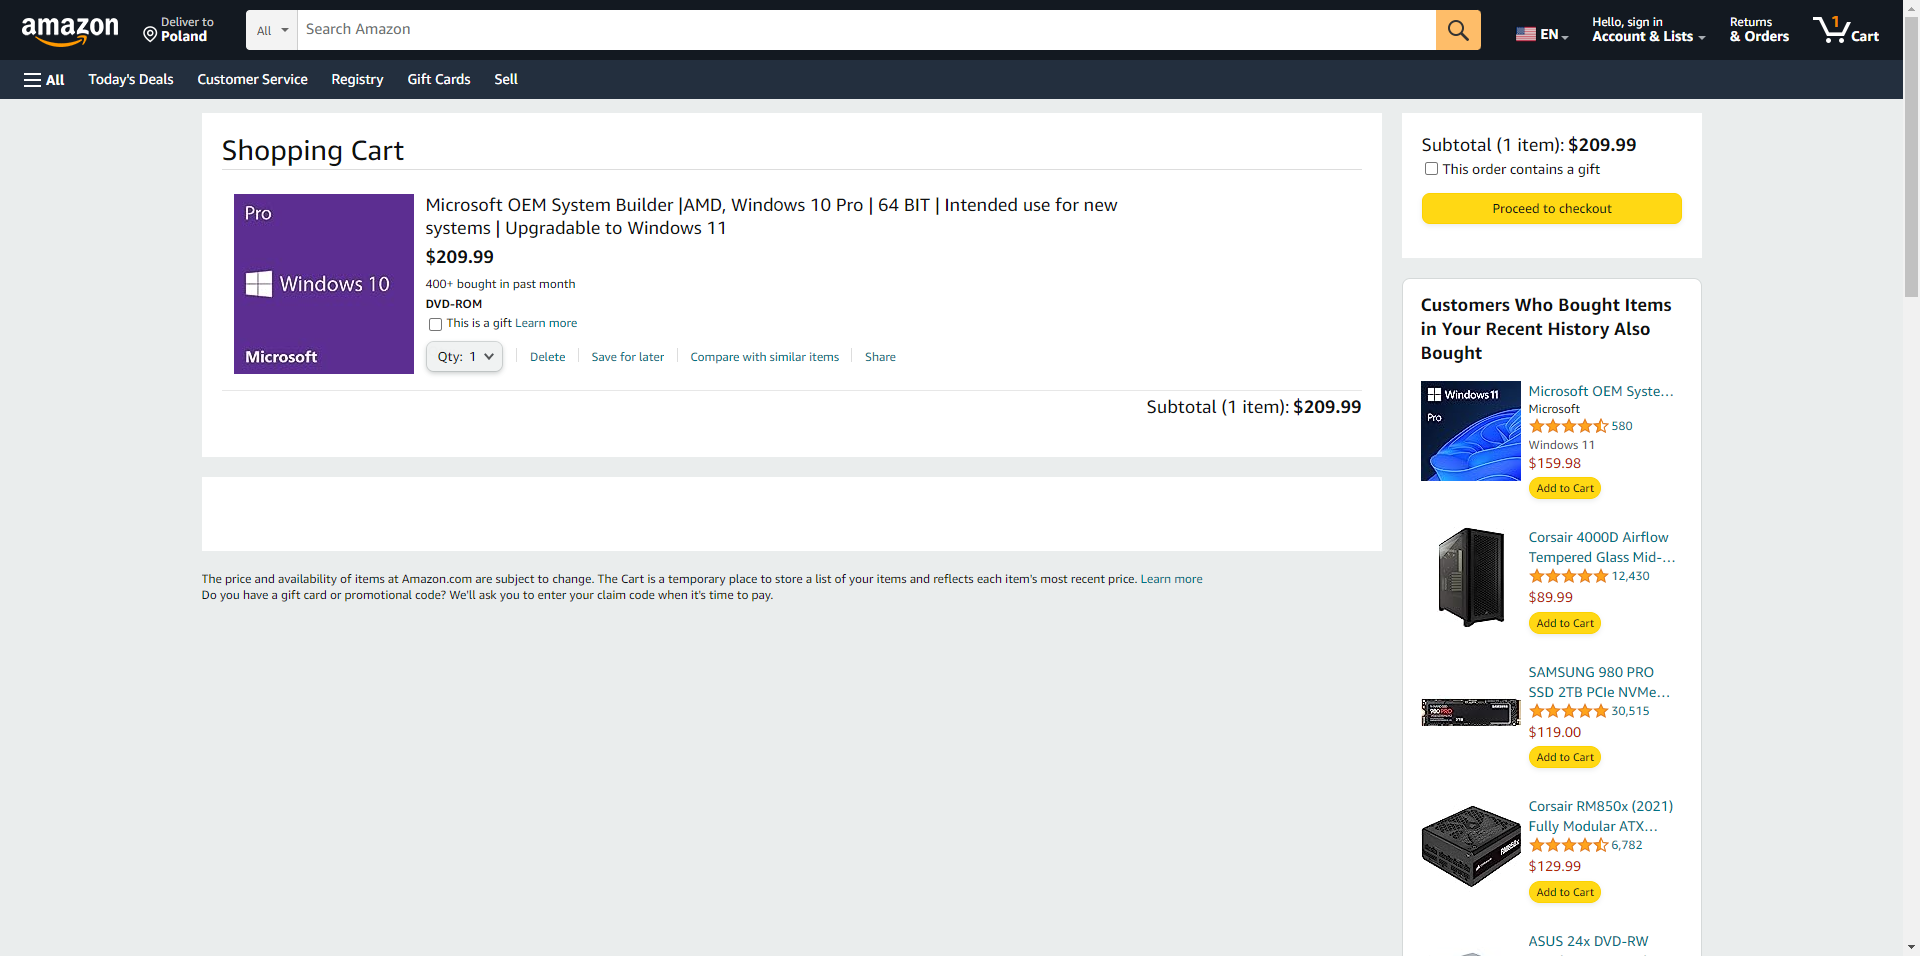 amazon
Deliver to
Poland
All
Search Amazon
EN
Hello, sign in
Account & Lists
Returns
& Orders
1
Cart
All
Today's Deals
Customer Service
Registry
Gift Cards
Sell
Shopping Cart
Pro
Windows 10
Microsoft
Microsoft OEM System Builder |AMD, Windows 10 Pro | 64 BIT | Intended use for new
systems | Upgradable to Windows 11
$209.99
400+ bought in past month
DVD-ROM
This is a gift Learn more
Qty: 1
Delete
Save for later
Compare with similar items
Share
Subtotal (1 item): $209.99
The price and availability of items at Amazon.com are subject to change. The Cart is a temporary place to store a list of your items and reflects each item's most recent price. Learn more
Do you have a gift card or promotional code? We'll ask you to enter your claim code when it's time to pay.
Subtotal (1 item): $209.99
This order contains a gift
Proceed to checkout
Customers Who Bought Items
in Your Recent History Also
Bought
Windows 11
Pro
Microsoft OEM Syste...
Microsoft
580
Windows 11
$159.98
Add to Cart
Corsair 4000D Airflow
Tempered Glass Mid-...
12,430
$89.99
Add to Cart
980 PRO
SAMSUNG
SAMSUNG 980 PRO
SSD 2TB PCIe NVMe...
30,515
$119.00
Add to Cart
RM850x
Corsair RM850x (2021)
Fully Modular ATX...
6,782
$129.99
Add to Cart
ASUS 24x DVD-RW